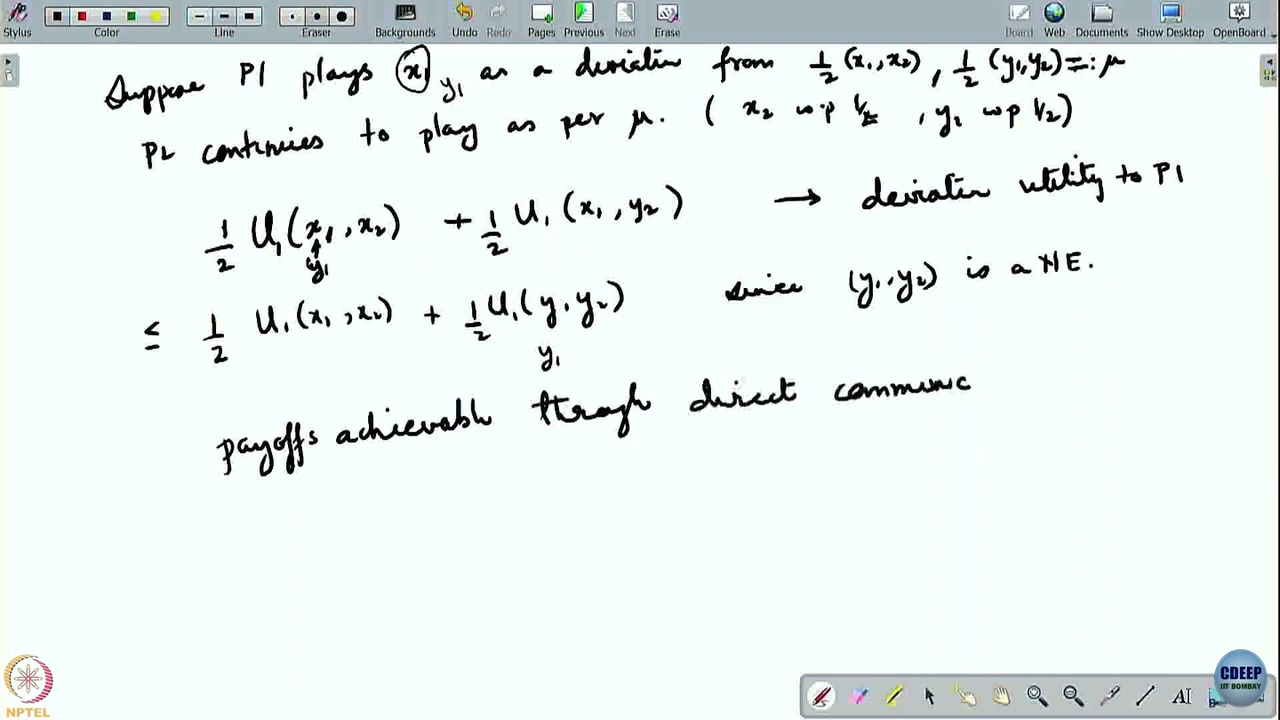 Stylus
Color
Line
Eraser
Backgrounds
Undo
Redo
Pages
Previous
Next
Erase
Board
Web
Documents
Show Desktop
OpenBoard
Suppose P1 plays x₁ y₁ as a deviation from ½(x₁,x₂), ½(y₁,y₂)=:μ
P2 continues to play as per μ. ( x₂ w.p ½ , y₂ wp ½)
½ U₁(x₁,x₂) + ½ U₁(x₁,y₂) → deviation utility to P1
↑
y₁
≤ ½ U₁(x₁,x₂) + ½ U₁(y, y₂) since (y₁,y₂) is a NE.
y₁
payoffs achievable through direct communic
NPTEL
CDEEP
IIT BOMBAY